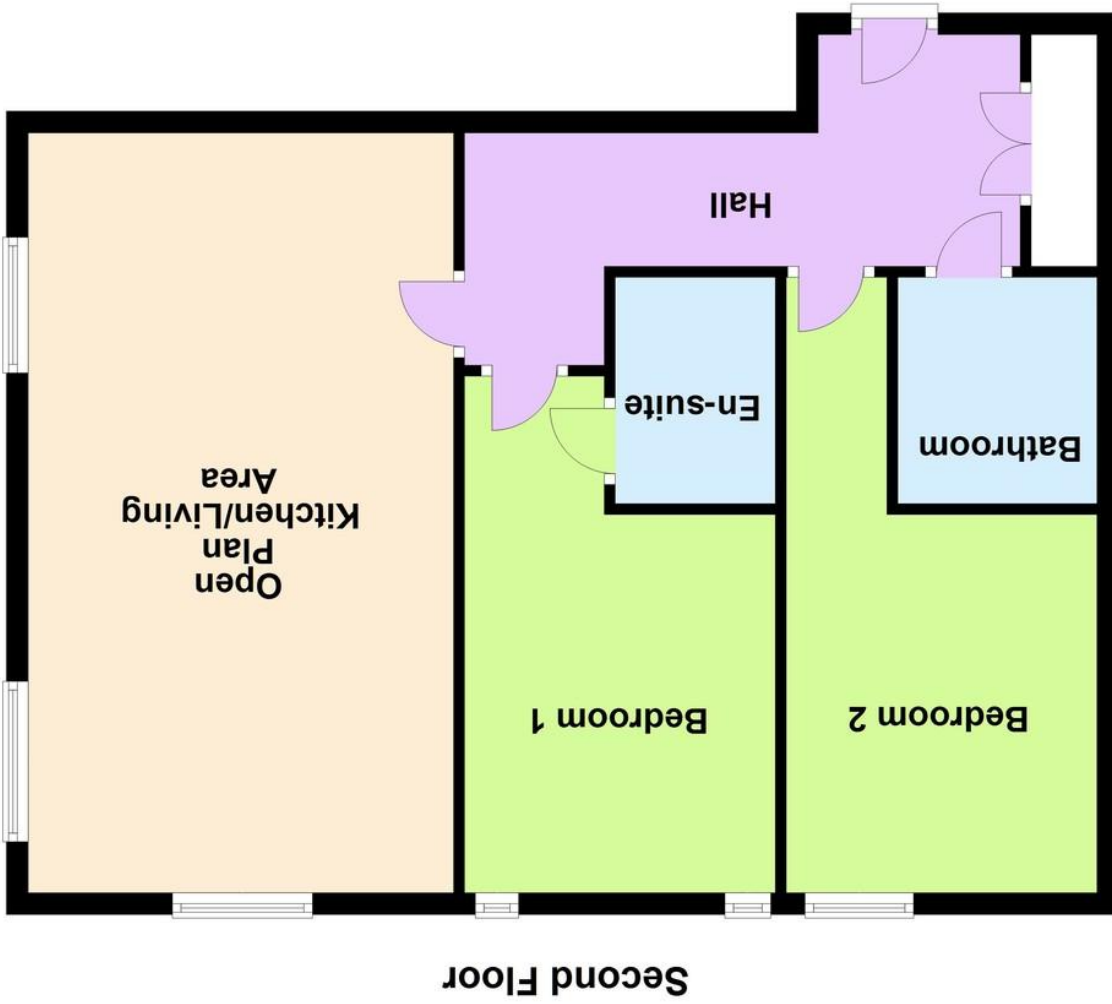 Second Floor
Bedroom 2
Bedroom 1
Open
Plan
Kitchen/Living
Area
Bathroom
En-suite
Hall